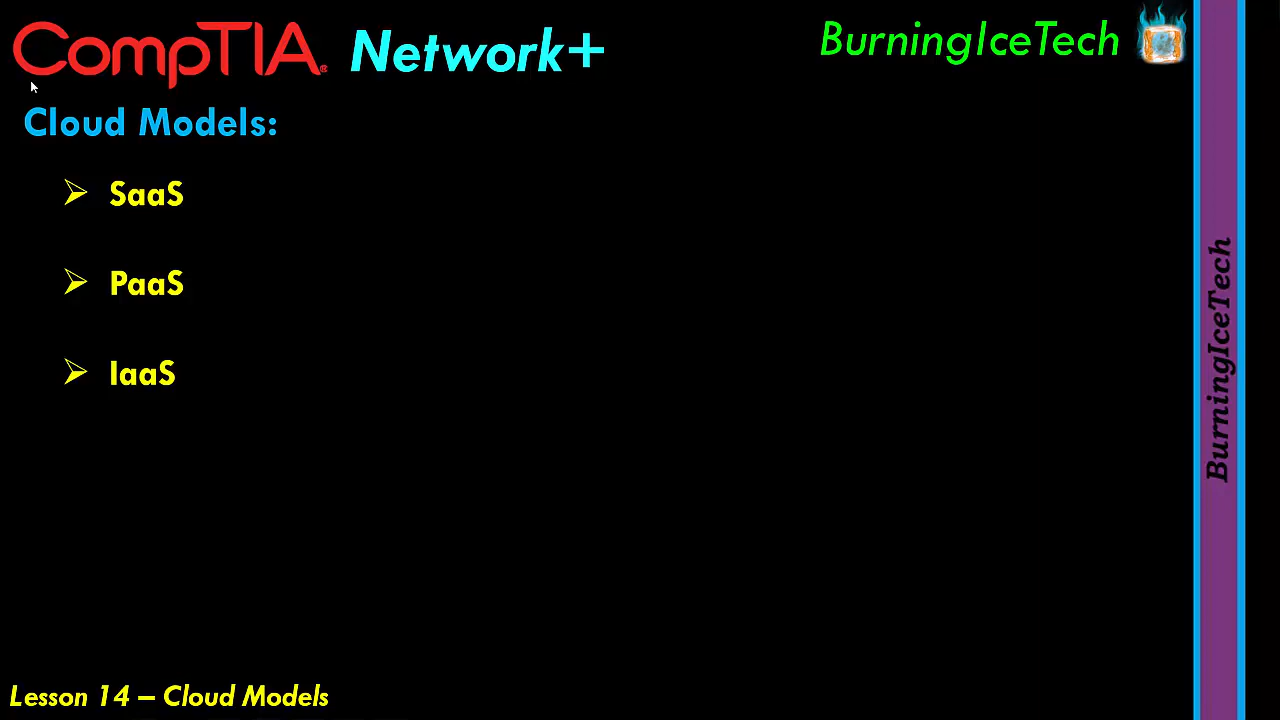 CompTIA® Network+
BurningIceTech
Cloud Models:
➢ SaaS
➢ PaaS
➢ IaaS
BurningIceTech
Lesson 14 – Cloud Models